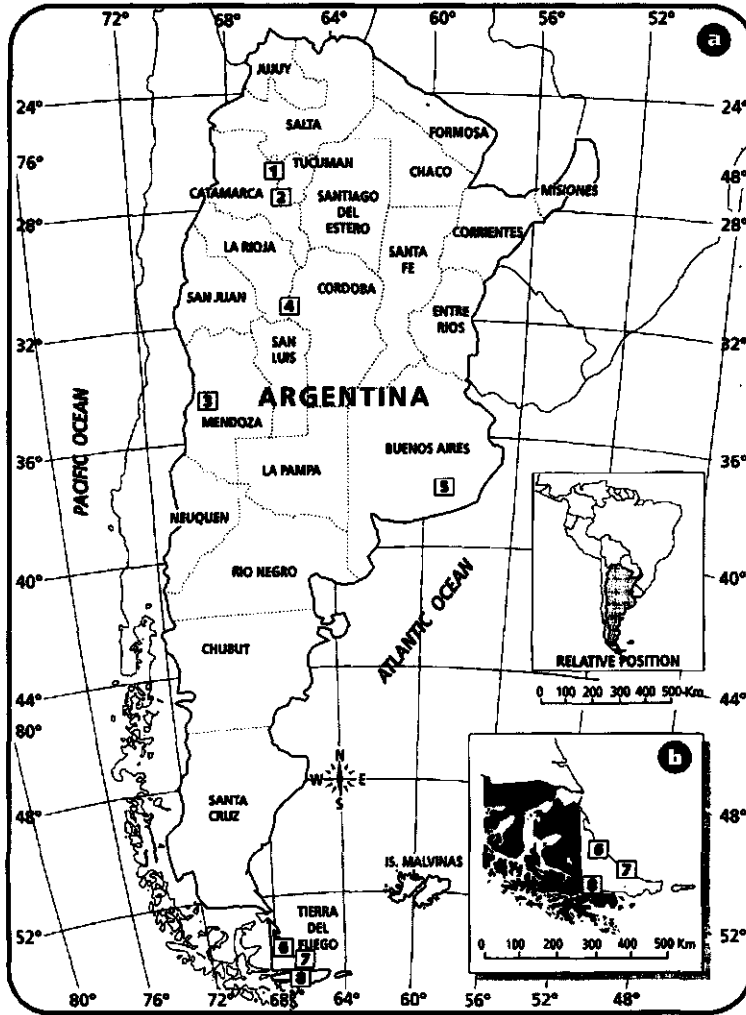 72° 68° 64° 60° 56° 52°
a
JUJUY
24° 24°
SALTA
FORMOSA
TUCUMAN
CHACO
76° 1 48°
CATAMARCA 2 MISIONES
SANTIAGO
DEL
ESTERO
28° 28°
CORRIENTES
LA RIOJA
SANTA
FE
SAN JUAN
CORDOBA
4
ENTRE
RIOS
32° 32°
SAN
LUIS
ARGENTINA
3
MENDOZA
PACIFIC OCEAN
BUENOS AIRES
36° 36°
LA PAMPA
5
NEUQUEN
RIO NEGRO
40° 40°
ATLANTIC OCEAN
CHUBUT
RELATIVE POSITION
0 100 200 300 400 500 Km
44° 44°
80°
N
W E
S
b
SANTA
CRUZ
48° 48°
6
7
8
IS. MALVINAS
TIERRA
DEL
FUEGO
52° 52°
6
7
8
0 100 200 300 400 500 Km
80° 76° 72° 68° 64° 60° 56° 52° 48°